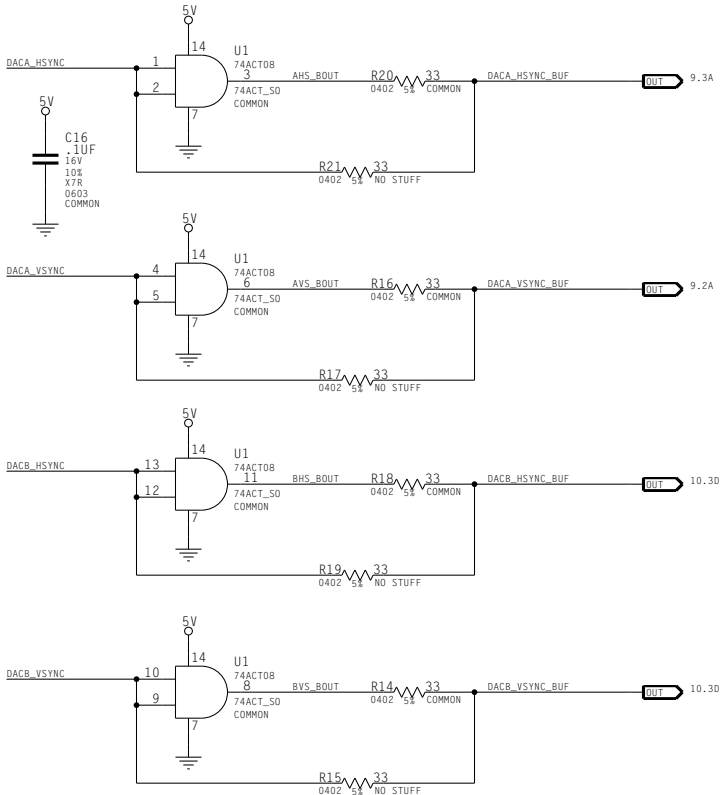 5V
14
U1
74ACT08
DACA_HSYNC
1
3
AHS_BOUT
R20
33
DACA_HSYNC_BUF
OUT
9.3A
0402
5%
COMMON
2
74ACT_SO
COMMON
7
5V
C16
.1UF
16V
10%
X7R
0603
COMMON
R21
33
0402
5%
NO STUFF
5V
14
U1
74ACT08
DACA_VSYNC
4
6
AVS_BOUT
R16
33
DACA_VSYNC_BUF
OUT
9.2A
0402
5%
COMMON
5
74ACT_SO
COMMON
7
R17
33
0402
5%
NO STUFF
5V
14
U1
74ACT08
DACB_HSYNC
13
11
BHS_BOUT
R18
33
DACB_HSYNC_BUF
OUT
10.3D
0402
5%
COMMON
12
74ACT_SO
COMMON
7
R19
33
0402
5%
NO STUFF
5V
14
U1
74ACT08
DACB_VSYNC
10
8
BVS_BOUT
R14
33
DACB_VSYNC_BUF
OUT
10.3D
0402
5%
COMMON
9
74ACT_SO
COMMON
7
R15
33
0402
5%
NO STUFF